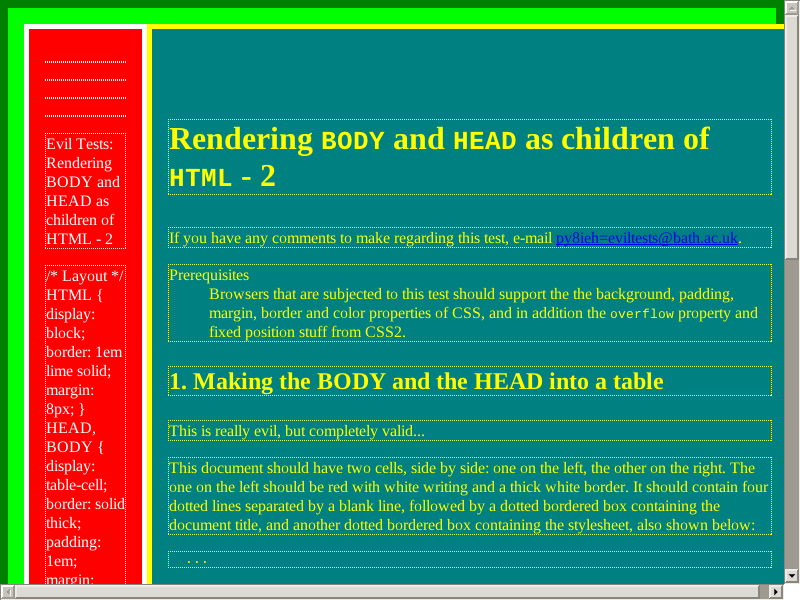 Evil Tests:
Rendering
BODY and
HEAD as
children of
HTML - 2
/* Layout */
HTML {
display:
block;
border: 1em
lime solid;
margin:
8px; }
HEAD,
BODY {
display:
table-cell;
border: solid
thick;
padding:
1em;
margin:
Rendering BODY and HEAD as children of
HTML - 2
If you have any comments to make regarding this test, e-mail py8ieh=eviltests@bath.ac.uk.
Prerequisites
Browsers that are subjected to this test should support the the background, padding,
margin, border and color properties of CSS, and in addition the overflow property and
fixed position stuff from CSS2.
1. Making the BODY and the HEAD into a table
This is really evil, but completely valid...
This document should have two cells, side by side: one on the left, the other on the right. The
one on the left should be red with white writing and a thick white border. It should contain four
dotted lines separated by a blank line, followed by a dotted bordered box containing the
document title, and another dotted bordered box containing the stylesheet, also shown below:
. . .